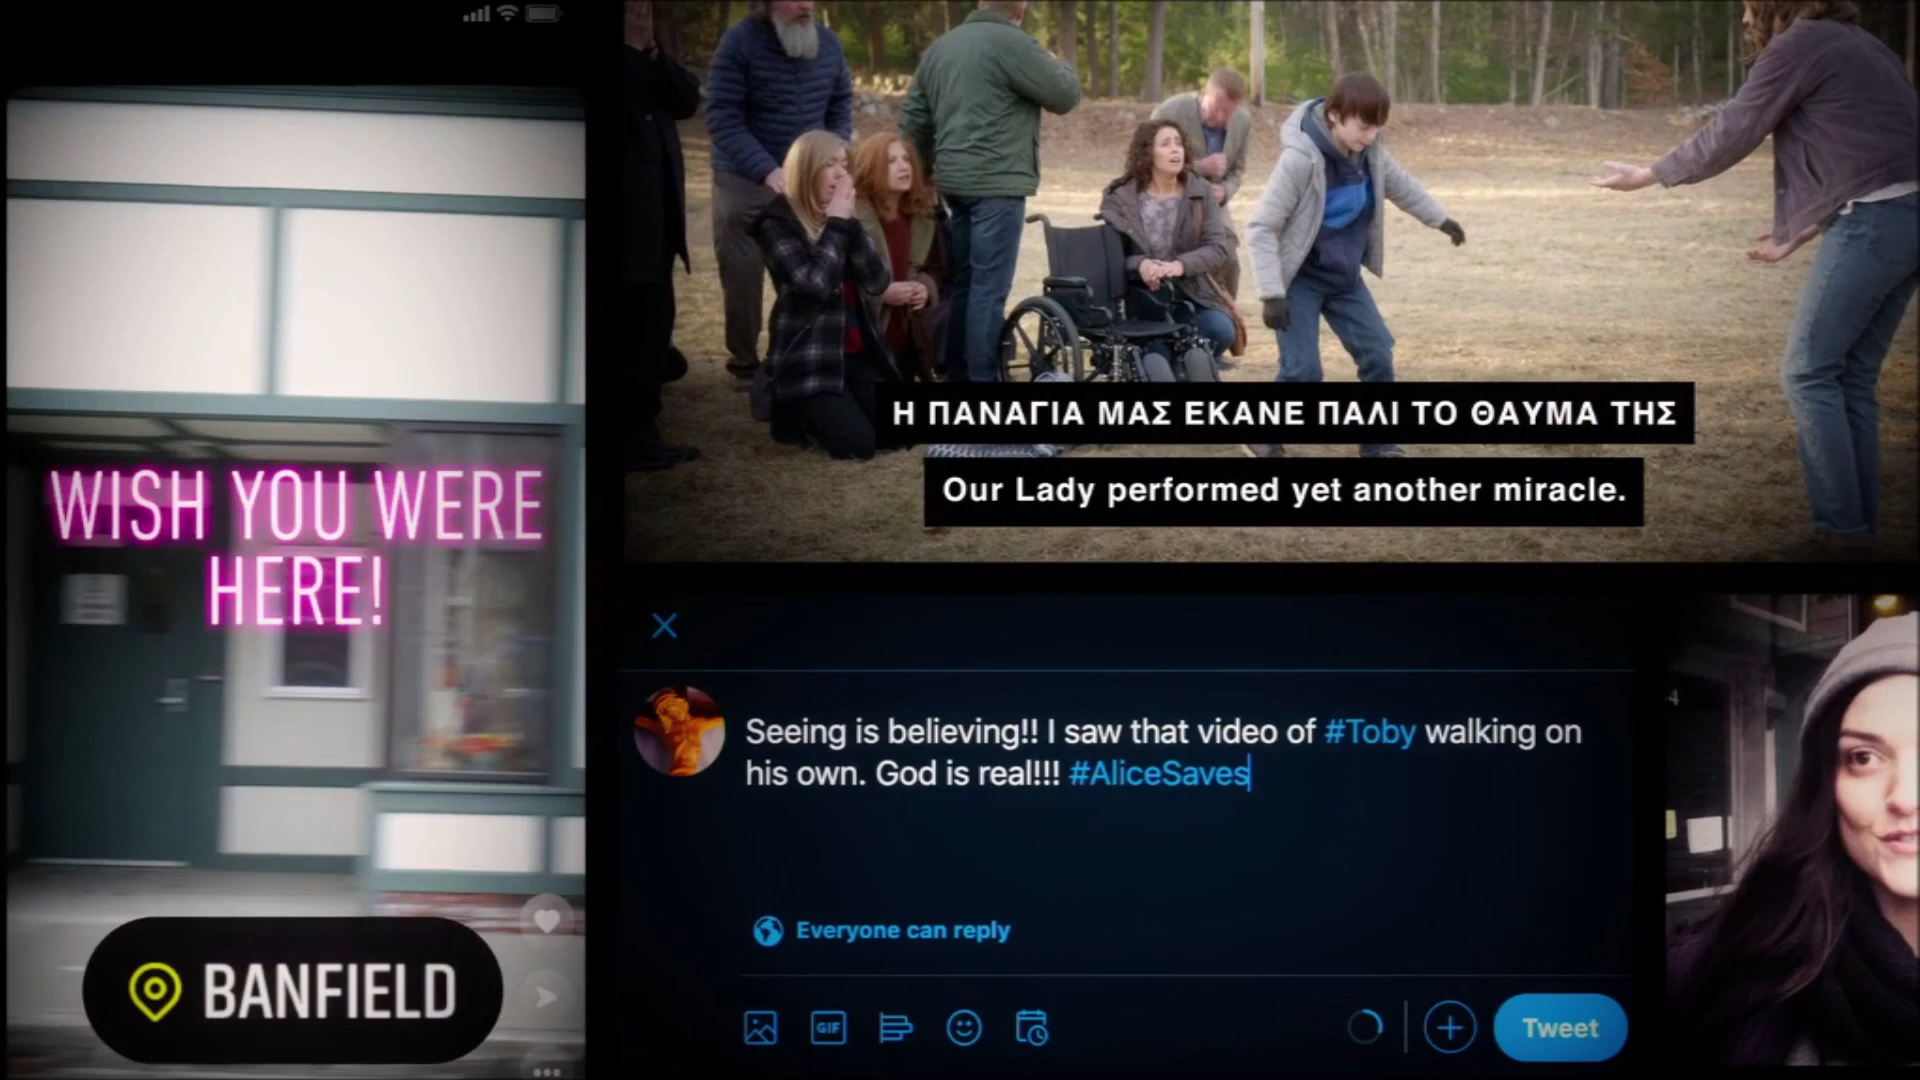 WISH YOU WERE
HERE!
BANFIELD
Η ΠΑΝΑΓΙΑ ΜΑΣ ΕΚΑΝΕ ΠΑΛΙ ΤΟ ΘΑΥΜΑ ΤΗΣ
Our Lady performed yet another miracle.
Seeing is believing!! I saw that video of #Toby walking on
his own. God is real!!! #AliceSaves
Everyone can reply
GIF
Tweet
4